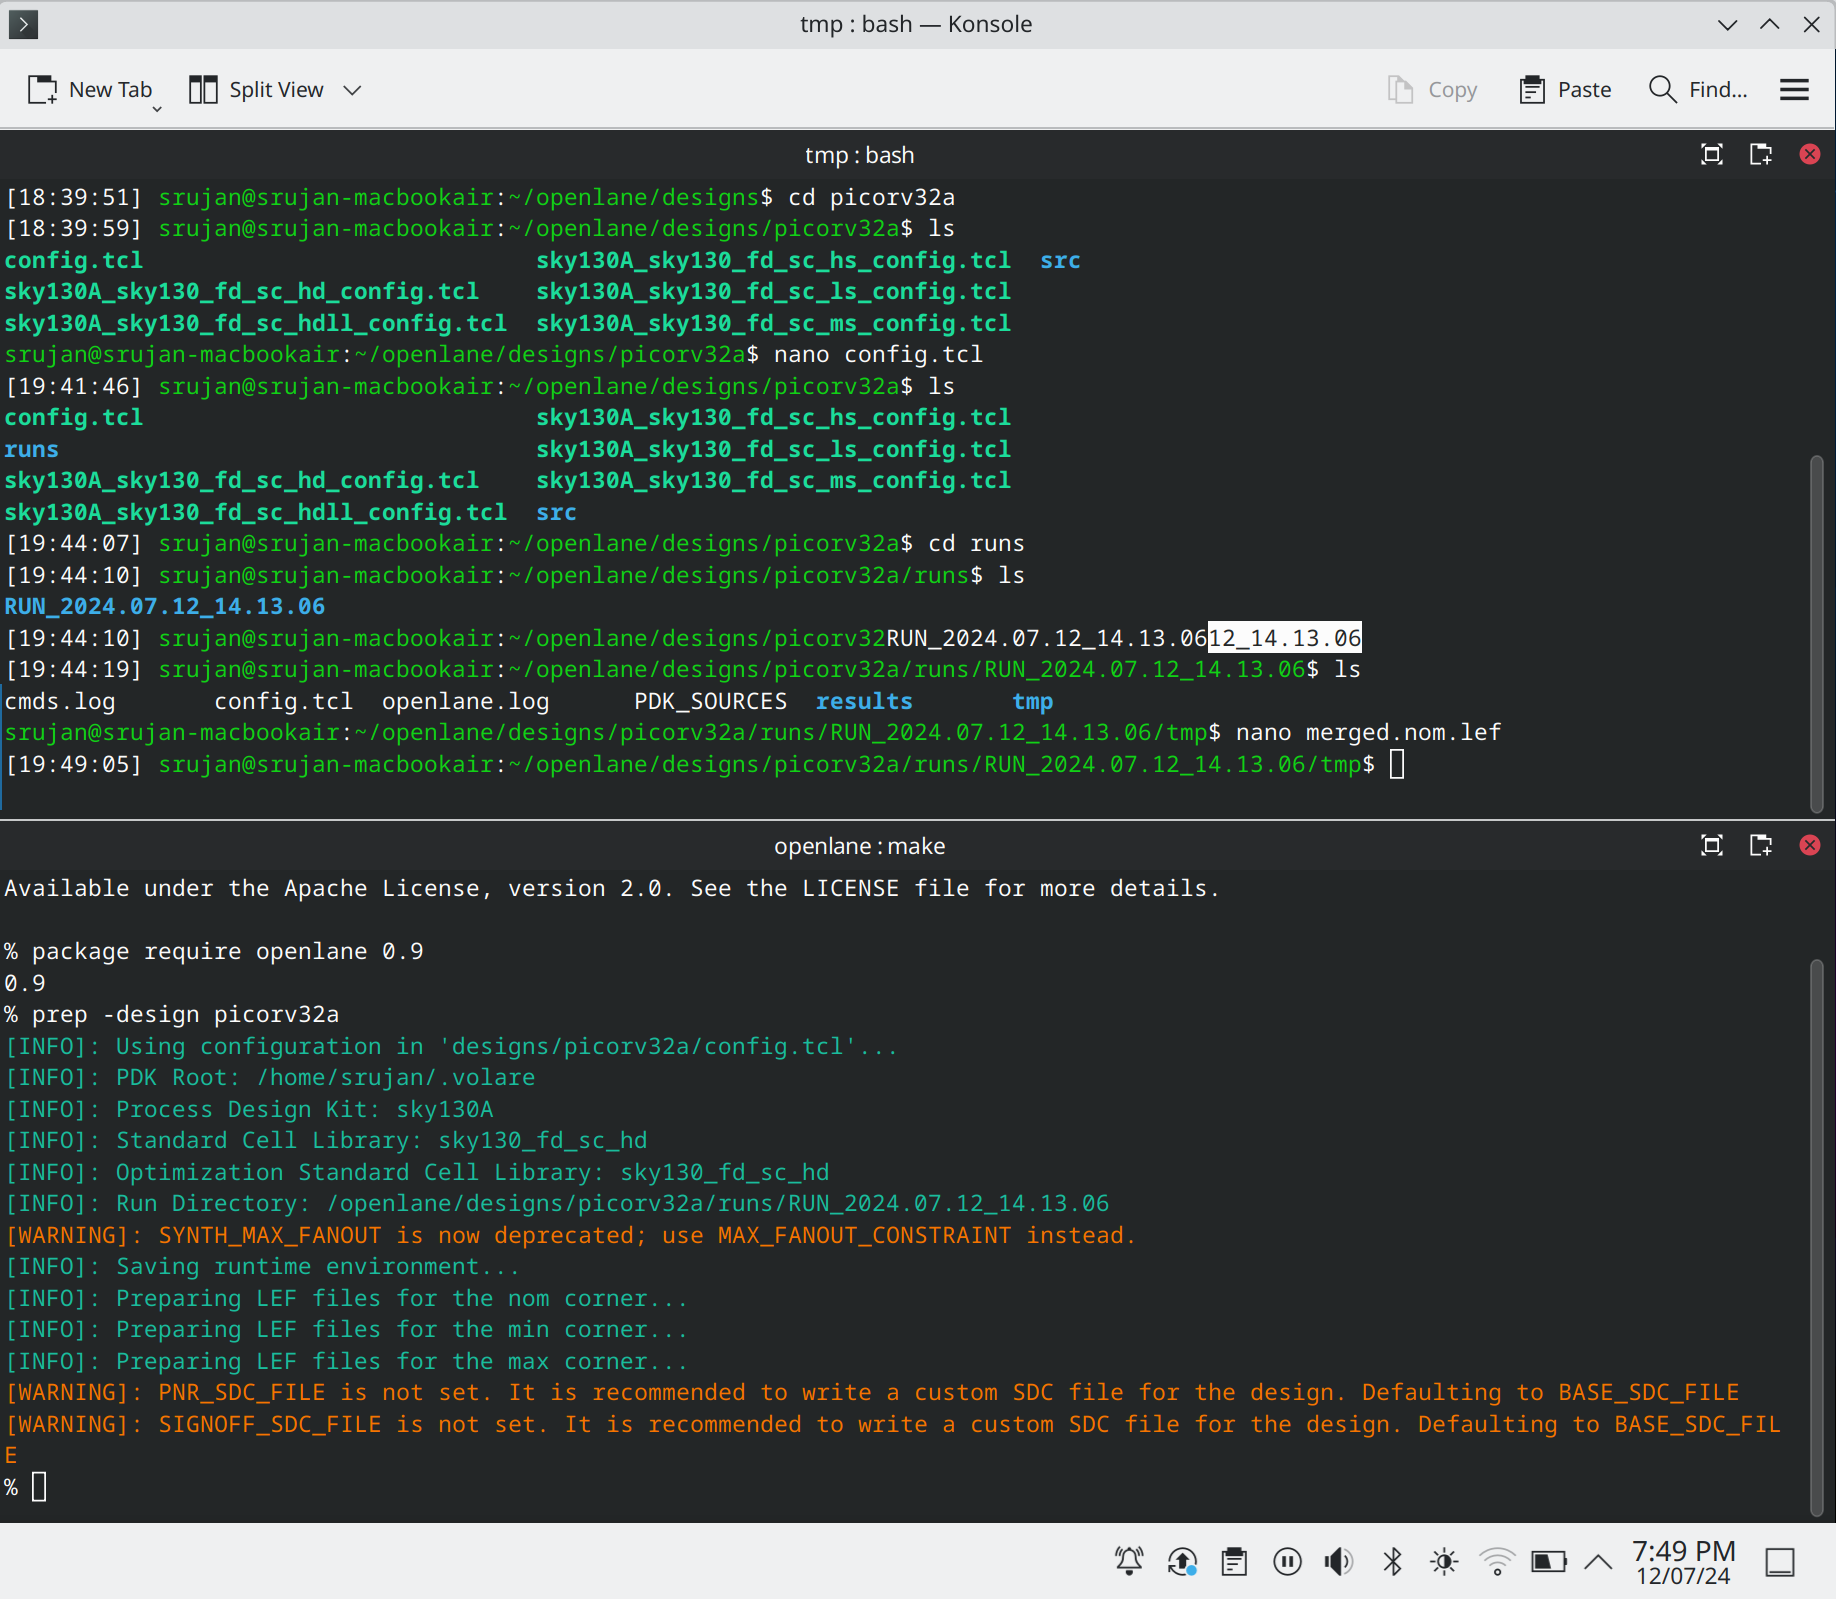 tmp : bash — Konsole
New Tab
Split View
Copy
Paste
Find...
tmp : bash
[18:39:51] srujan@srujan-macbookair:~/openlane/designs$ cd picorv32a
[18:39:59] srujan@srujan-macbookair:~/openlane/designs/picorv32a$ ls
config.tcl sky130A_sky130_fd_sc_hs_config.tcl src
sky130A_sky130_fd_sc_hd_config.tcl sky130A_sky130_fd_sc_ls_config.tcl
sky130A_sky130_fd_sc_hdll_config.tcl sky130A_sky130_fd_sc_ms_config.tcl
srujan@srujan-macbookair:~/openlane/designs/picorv32a$ nano config.tcl
[19:41:46] srujan@srujan-macbookair:~/openlane/designs/picorv32a$ ls
config.tcl sky130A_sky130_fd_sc_hs_config.tcl
runs sky130A_sky130_fd_sc_ls_config.tcl
sky130A_sky130_fd_sc_hd_config.tcl sky130A_sky130_fd_sc_ms_config.tcl
sky130A_sky130_fd_sc_hdll_config.tcl src
[19:44:07] srujan@srujan-macbookair:~/openlane/designs/picorv32a$ cd runs
[19:44:10] srujan@srujan-macbookair:~/openlane/designs/picorv32a/runs$ ls
RUN_2024.07.12_14.13.06
[19:44:10] srujan@srujan-macbookair:~/openlane/designs/picorv32RUN_2024.07.12_14.13.0612_14.13.06
[19:44:19] srujan@srujan-macbookair:~/openlane/designs/picorv32a/runs/RUN_2024.07.12_14.13.06$ ls
cmds.log config.tcl openlane.log PDK_SOURCES results tmp
srujan@srujan-macbookair:~/openlane/designs/picorv32a/runs/RUN_2024.07.12_14.13.06/tmp$ nano merged.nom.lef
[19:49:05] srujan@srujan-macbookair:~/openlane/designs/picorv32a/runs/RUN_2024.07.12_14.13.06/tmp$
openlane : make
Available under the Apache License, version 2.0. See the LICENSE file for more details.
% package require openlane 0.9
0.9
% prep -design picorv32a
[INFO]: Using configuration in 'designs/picorv32a/config.tcl'...
[INFO]: PDK Root: /home/srujan/.volare
[INFO]: Process Design Kit: sky130A
[INFO]: Standard Cell Library: sky130_fd_sc_hd
[INFO]: Optimization Standard Cell Library: sky130_fd_sc_hd
[INFO]: Run Directory: /openlane/designs/picorv32a/runs/RUN_2024.07.12_14.13.06
[WARNING]: SYNTH_MAX_FANOUT is now deprecated; use MAX_FANOUT_CONSTRAINT instead.
[INFO]: Saving runtime environment...
[INFO]: Preparing LEF files for the nom corner...
[INFO]: Preparing LEF files for the min corner...
[INFO]: Preparing LEF files for the max corner...
[WARNING]: PNR_SDC_FILE is not set. It is recommended to write a custom SDC file for the design. Defaulting to BASE_SDC_FILE
[WARNING]: SIGNOFF_SDC_FILE is not set. It is recommended to write a custom SDC file for the design. Defaulting to BASE_SDC_FIL
E
%
7:49 PM
12/07/24